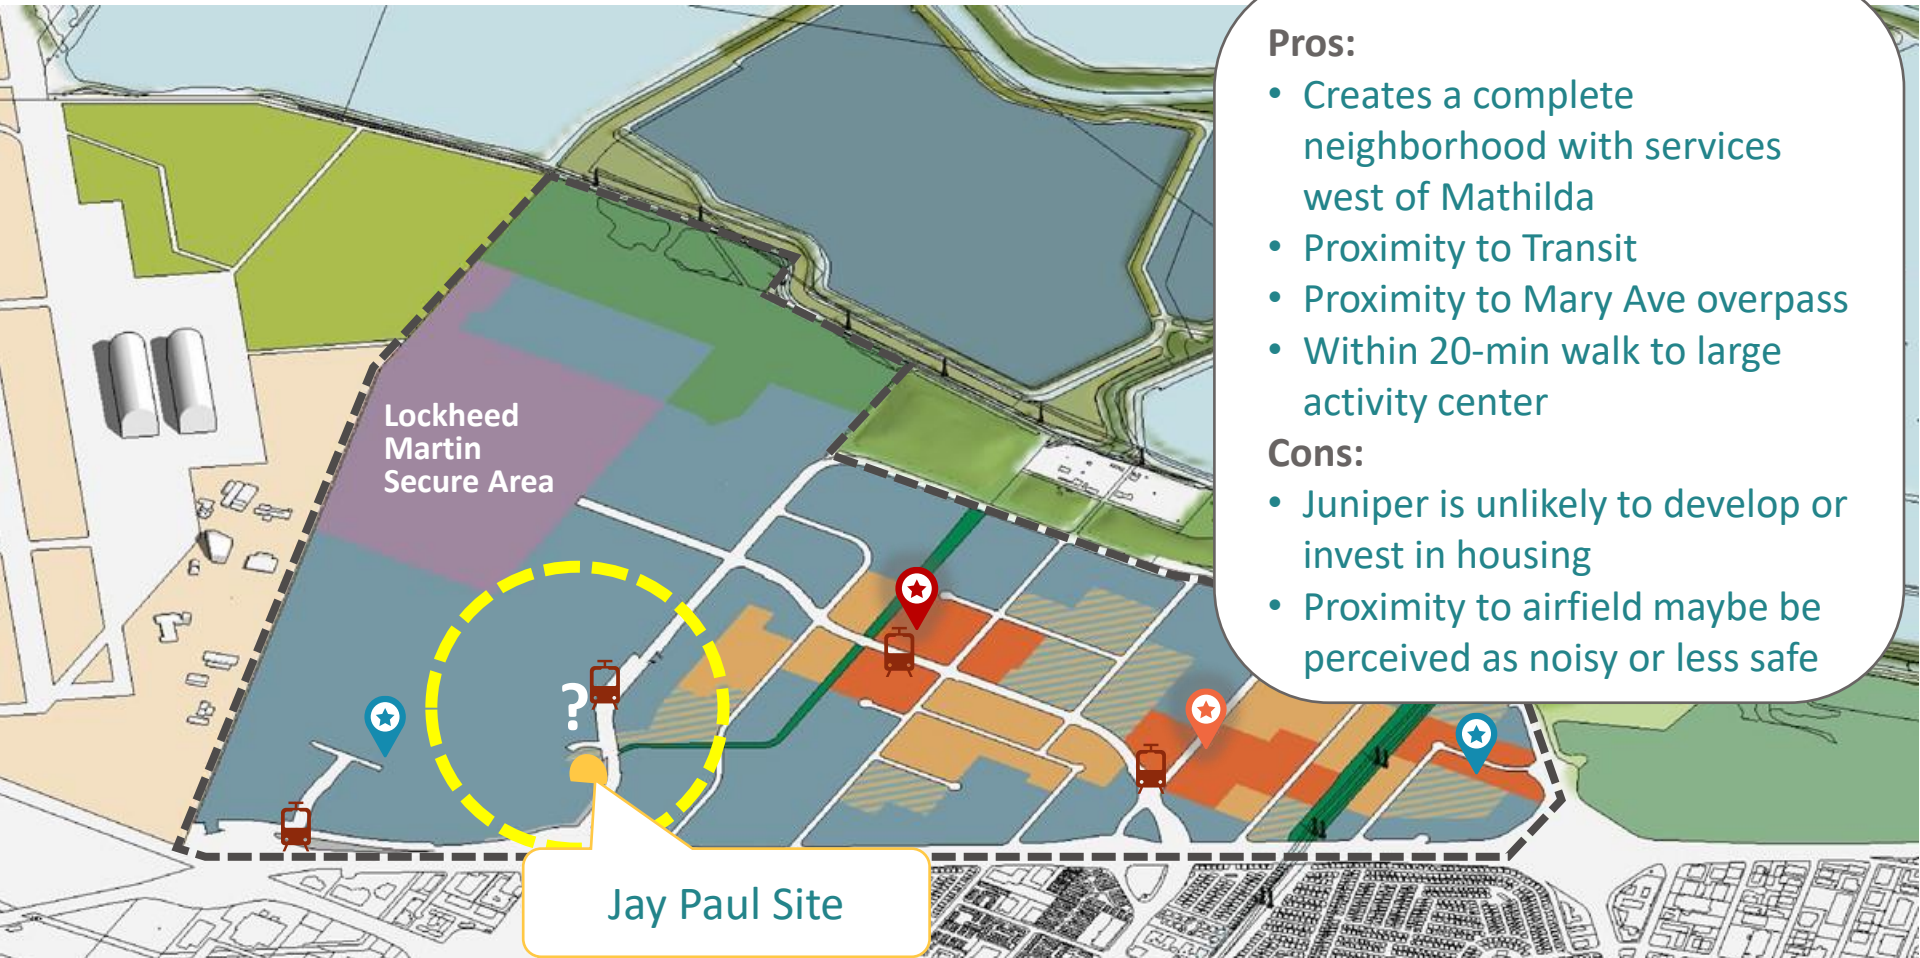 Pros:
• Creates a complete
neighborhood with services
west of Mathilda
• Proximity to Transit
• Proximity to Mary Ave overpass
• Within 20-min walk to large
activity center
Cons:
• Juniper is unlikely to develop or
invest in housing
• Proximity to airfield maybe be
perceived as noisy or less safe
Lockheed
Martin
Secure Area
?
Jay Paul Site